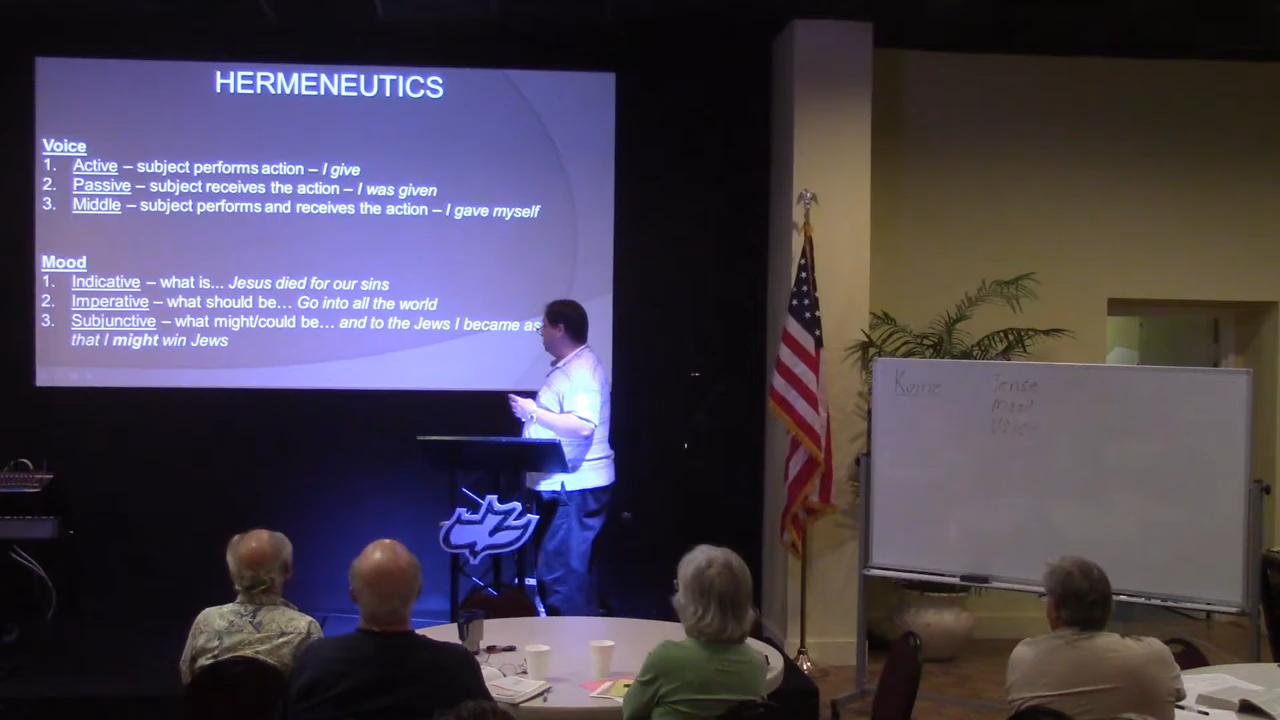 HERMENEUTICS
Voice
1. Active – subject performs action – I give
2. Passive – subject receives the action – I was given
3. Middle – subject performs and receives the action – I gave myself
Mood
1. Indicative – what is... Jesus died for our sins
2. Imperative – what should be… Go into all the world
3. Subjunctive – what might/could be… and to the Jews I became as
that I might win Jews
Koine Tense
Mood
Voice